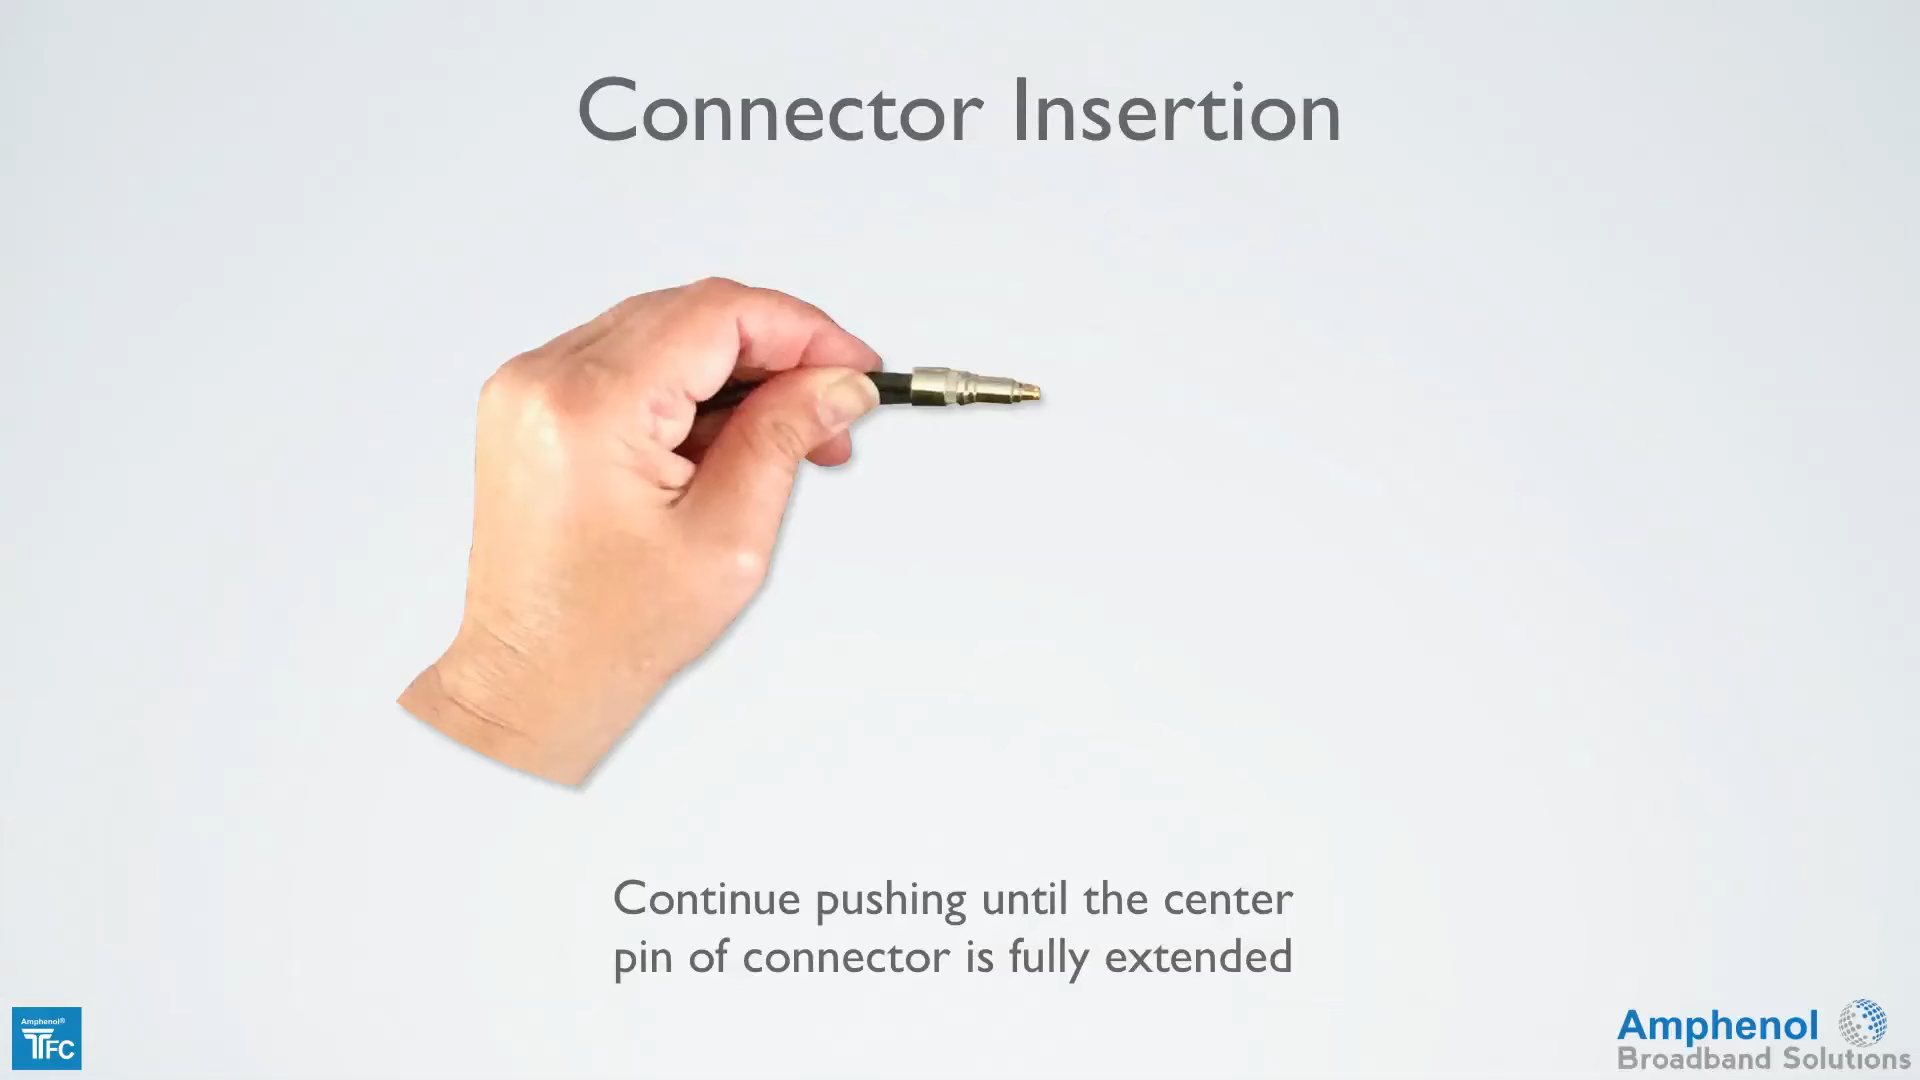 Connector Insertion
Continue pushing until the center
pin of connector is fully extended
Amphenol®
TFC
Amphenol
Broadband Solutions